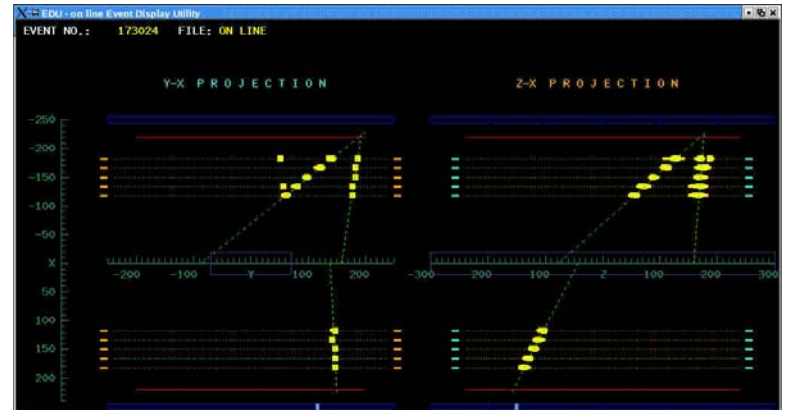 EDU - on line Event Display Utility
EVENT NO.: 173024 FILE: ON LINE
Y-X PROJECTION Z-X PROJECTION
-250
-200
-150
-100
-50
X
-200 -100 Y 100 200 -300 -200 -100 Z 100 200 300
50
100
150
200